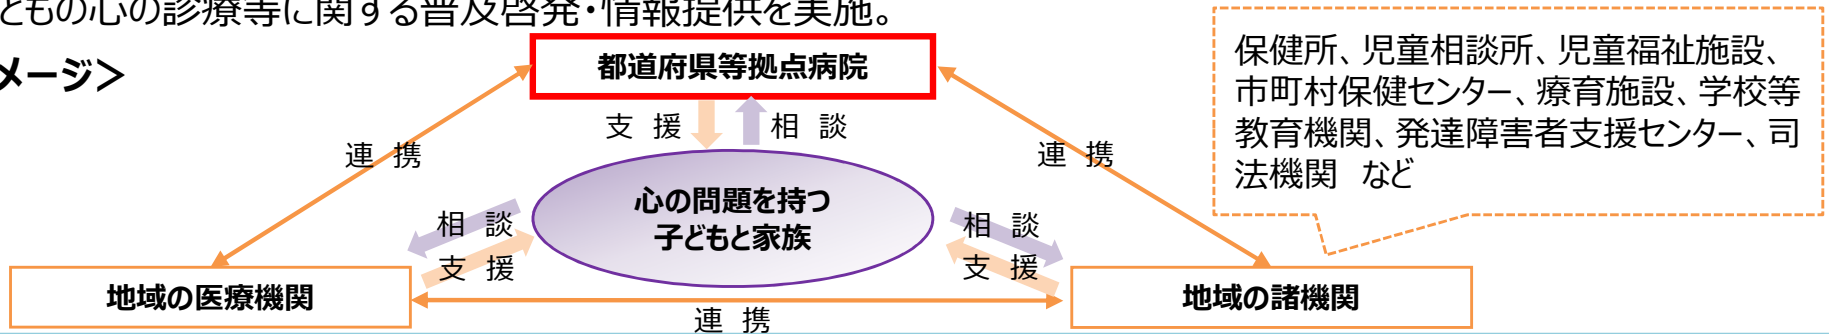 どもの心の診療等に関する普及啓発・情報提供を実施。
メージ＞
都道府県等拠点病院
保健所、児童相談所、児童福祉施設、
市町村保健センター、療育施設、学校等
教育機関、発達障害者支援センター、司
法機関　など
支 援
相 談
連 携
連 携
心の問題を持つ
子どもと家族
相 談
支 援
相 談
支 援
地域の医療機関
地域の諸機関
連 携